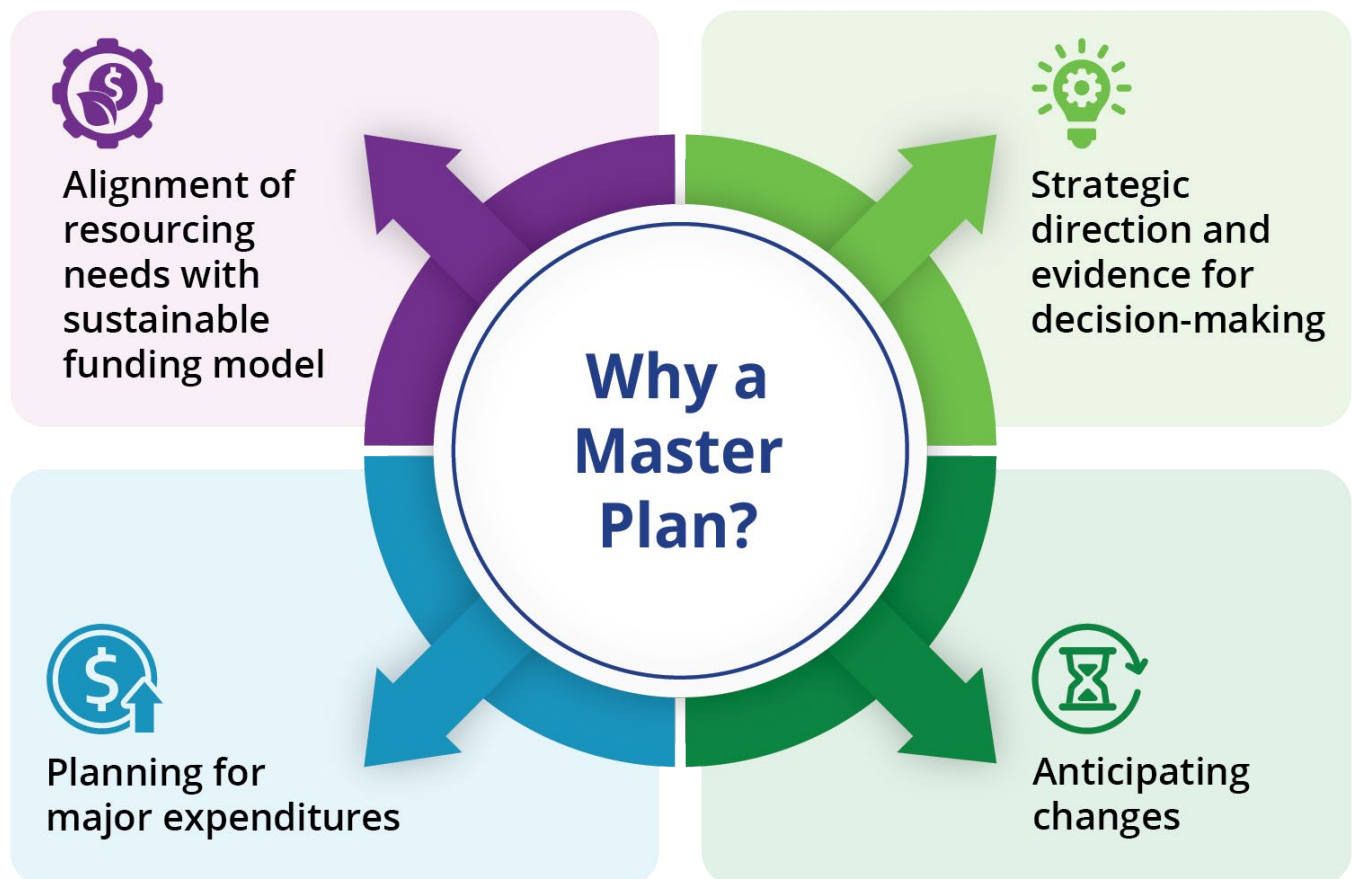 Alignment of
resourcing
needs with
sustainable
funding model
Strategic
direction and
evidence for
decision-making
Why a
Master
Plan?
$
Planning for
major expenditures
Anticipating
changes